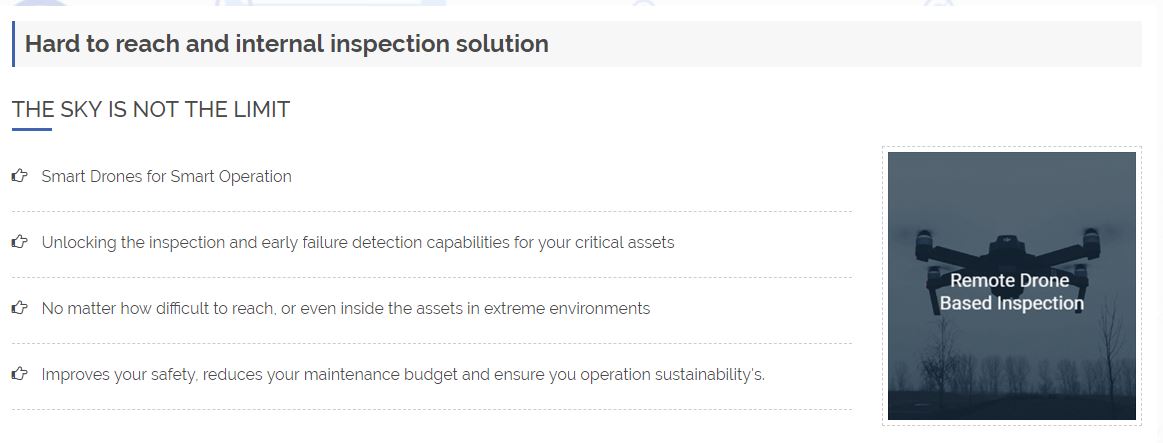 Hard to reach and internal inspection solution
THE SKY IS NOT THE LIMIT
Smart Drones for Smart Operation
Unlocking the inspection and early failure detection capabilities for your critical assets
No matter how difficult to reach, or even inside the assets in extreme environments
Improves your safety, reduces your maintenance budget and ensure you operation sustainability's.
Remote Drone
Based Inspection